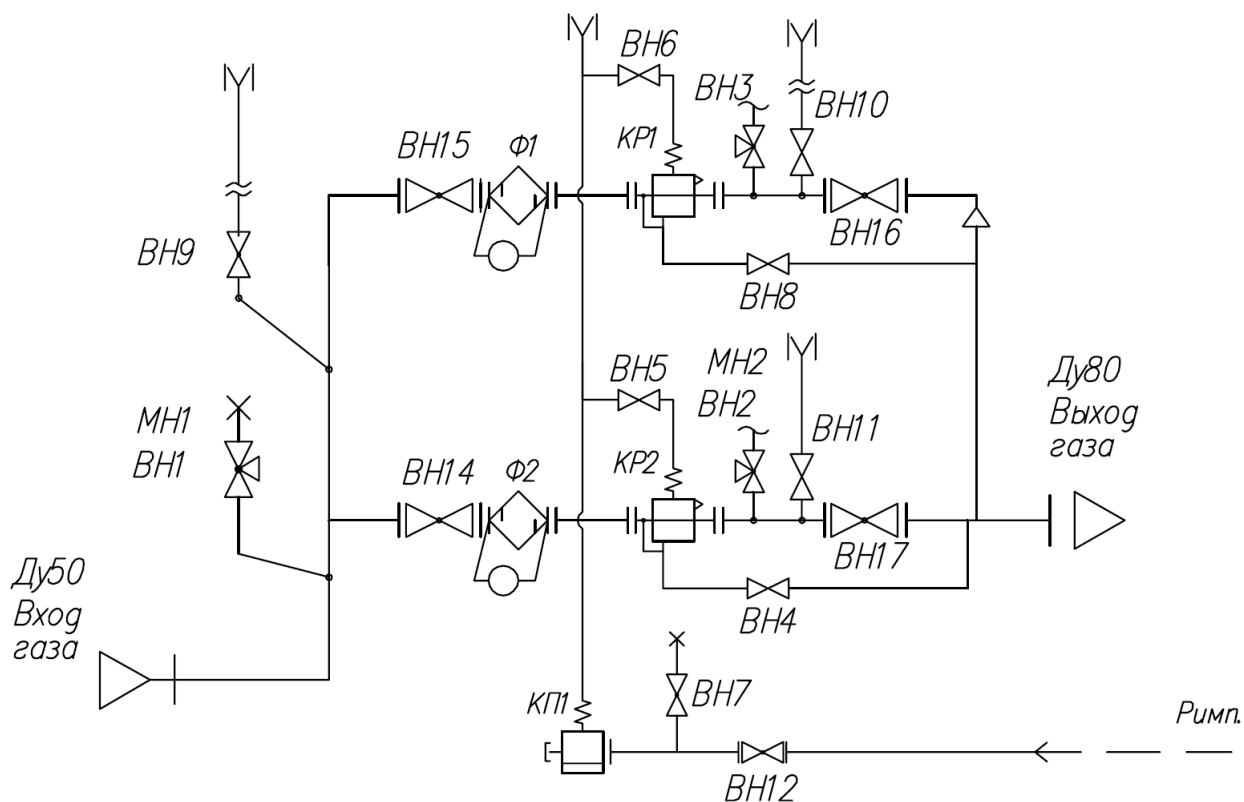 ВН6
ВН3
ВН10
КР1
ВН15
Ф1
ВН16
ВН9
ВН8
ВН5
МН2
ВН2
ВН11
Ду80
Выход
газа
МН1
ВН1
ВН14
Ф2
КР2
ВН17
Ду50
Вход
газа
ВН4
КП1
ВН7
Римп.
ВН12